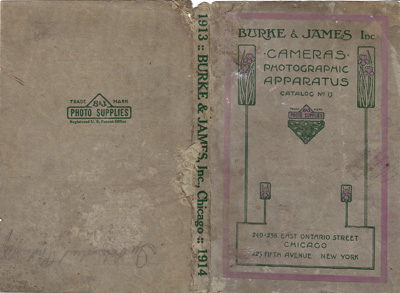 TRADE MARK
B&J
PHOTO SUPPLIES
Registered U. S. Patent Office
1913 :: BURKE & JAMES, Inc., Chicago :: 1914
BURKE & JAMES Inc
CAMERAS
PHOTOGRAPHIC
APPARATUS
CATALOG Nº 13
PHOTO SUPPLIES
240-258 EAST ONTARIO STREET
CHICAGO
225 FIFTH AVENUE NEW YORK